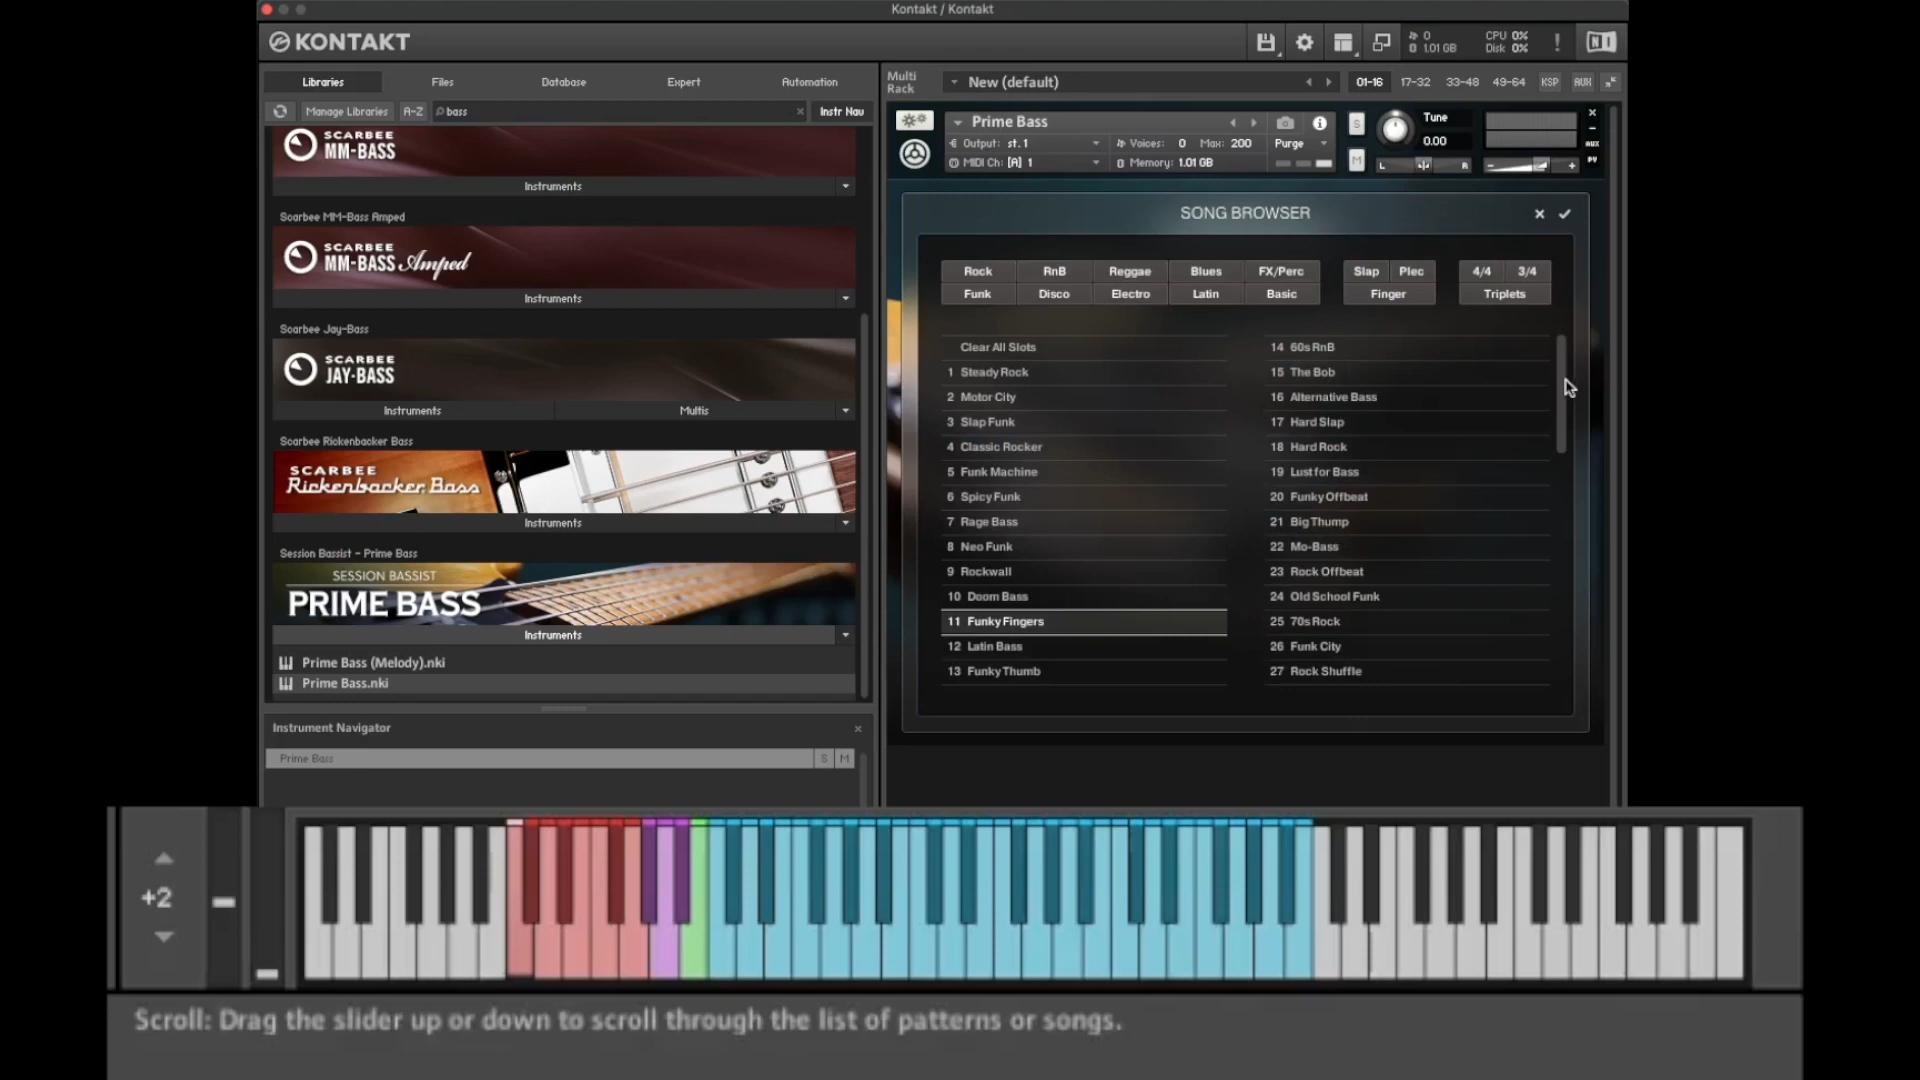 Kontakt / Kontakt
KONTAKT
0
1.01 GB
CPU 0%
Disk 0%
!
NI
Libraries
Files
Database
Expert
Automation
Manage Libraries
A-Z
bass
×
Instr Nav
SCARBEE
MM-BASS
Instruments
Scarbee MM-Bass Amped
SCARBEE
MM-BASS Amped
Instruments
Scarbee Jay-Bass
SCARBEE
JAY-BASS
Instruments
Multis
Scarbee Rickenbacker Bass
SCARBEE
Rickenbacker Bass
Instruments
Session Bassist - Prime Bass
SESSION BASSIST
PRIME BASS
Instruments
Prime Bass (Melody).nki
Prime Bass.nki
Instrument Navigator
×
Prime Bass
S
M
Multi
Rack
New (default)
01-16
17-32
33-48
49-64
KSP
AUX
Prime Bass
Output: st.1
Voices: 0 Max: 200
Purge
MIDI Ch: [A] 1
Memory: 1.01 GB
S
M
Tune
0.00
L
R
-
+
×
-
AUX
PV
SONG BROWSER
Rock
RnB
Reggae
Blues
FX/Perc
Slap
Plec
4/4
3/4
Funk
Disco
Electro
Latin
Basic
Finger
Triplets
Clear All Slots
1 Steady Rock
2 Motor City
3 Slap Funk
4 Classic Rocker
5 Funk Machine
6 Spicy Funk
7 Rage Bass
8 Neo Funk
9 Rockwall
10 Doom Bass
11 Funky Fingers
12 Latin Bass
13 Funky Thumb
14 60s RnB
15 The Bob
16 Alternative Bass
17 Hard Slap
18 Hard Rock
19 Lust for Bass
20 Funky Offbeat
21 Big Thump
22 Mo-Bass
23 Rock Offbeat
24 Old School Funk
25 70s Rock
26 Funk City
27 Rock Shuffle
+2
Scroll: Drag the slider up or down to scroll through the list of patterns or songs.